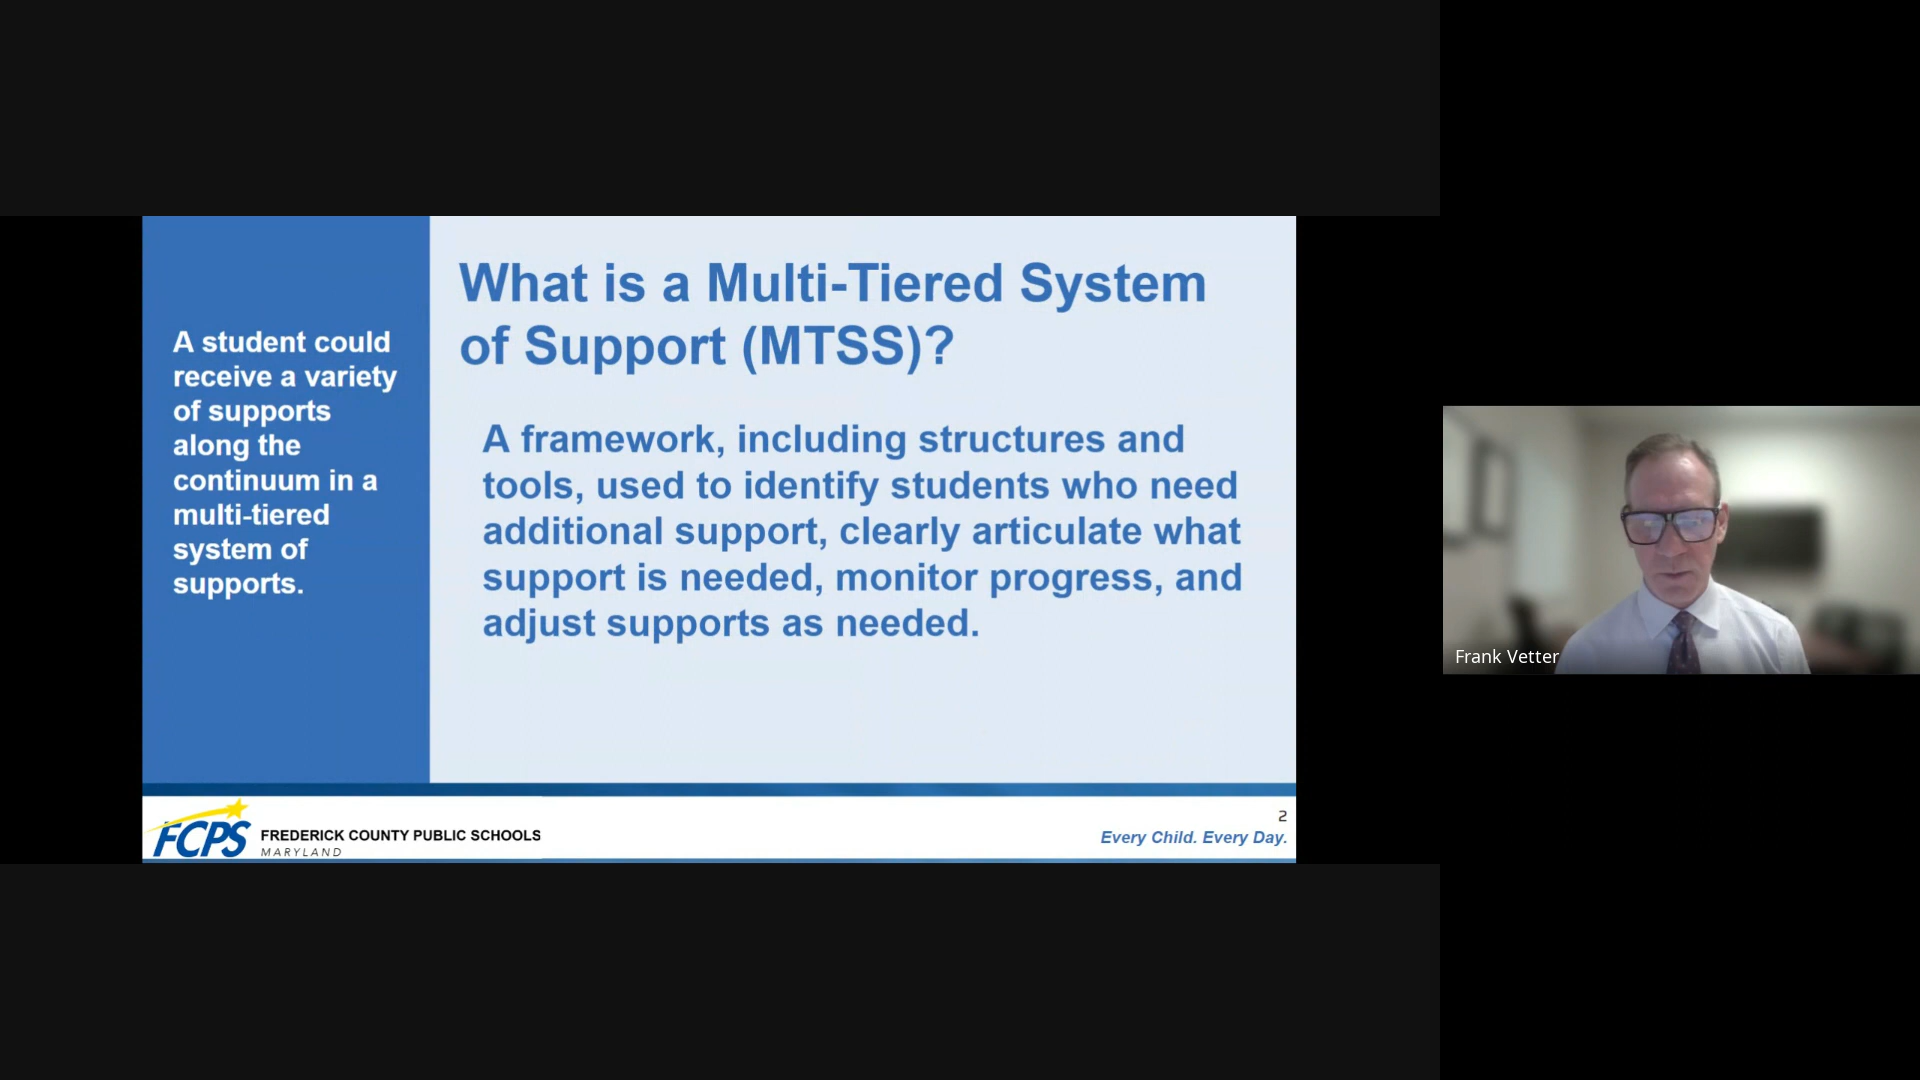 A student could
receive a variety
of supports
along the
continuum in a
multi-tiered
system of
supports.
What is a Multi-Tiered System
of Support (MTSS)?
A framework, including structures and
tools, used to identify students who need
additional support, clearly articulate what
support is needed, monitor progress, and
adjust supports as needed.
FCPS
FREDERICK COUNTY PUBLIC SCHOOLS
MARYLAND
2
Every Child. Every Day.
Frank Vetter